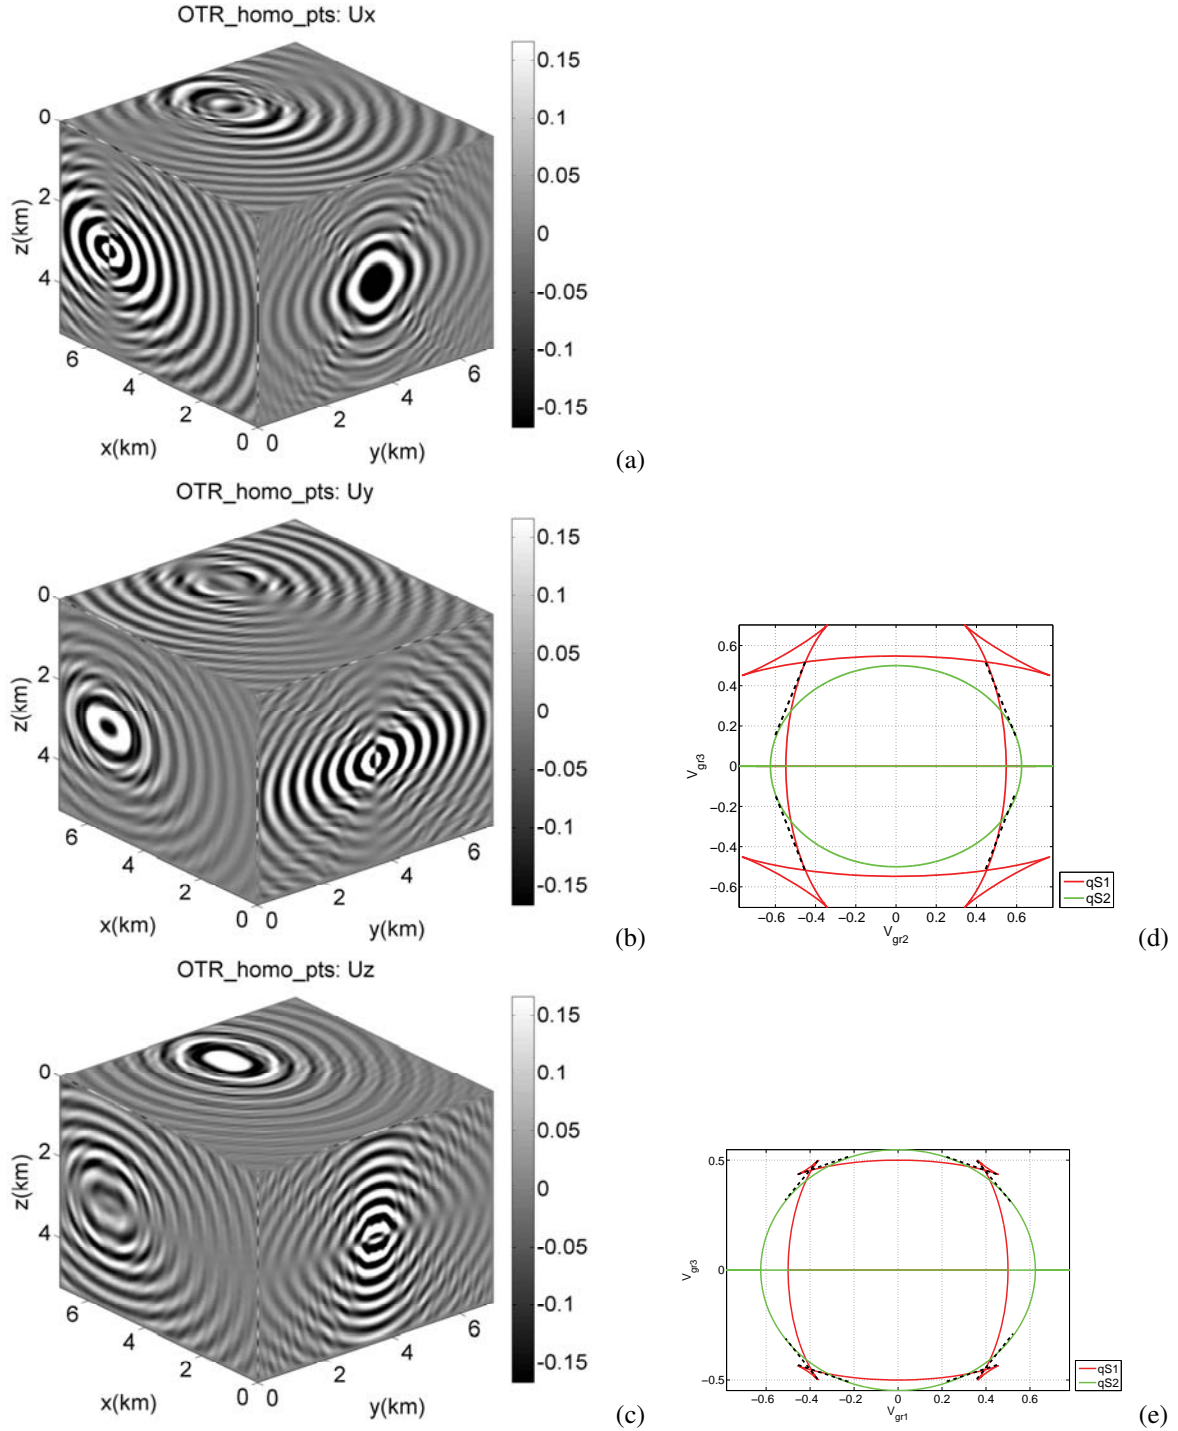 OTR_homo_pts: Ux
0
2
4
z(km)
6
4
2
0
x(km)
0
2
4
6
y(km)
0.15
0.1
0.05
0
-0.05
-0.1
-0.15
(a)
OTR_homo_pts: Uy
0
2
4
z(km)
6
4
2
0
x(km)
0
2
4
6
y(km)
0.15
0.1
0.05
0
-0.05
-0.1
-0.15
(b)
0.6
0.4
0.2
0
−0.2
−0.4
−0.6
Vgr3
−0.6 −0.4 −0.2 0 0.2 0.4 0.6
Vgr2
qS1
qS2
(d)
OTR_homo_pts: Uz
0
2
4
z(km)
6
4
2
0
x(km)
0
2
4
6
y(km)
0.15
0.1
0.05
0
-0.05
-0.1
-0.15
(c)
0.5
0
−0.5
Vgr3
−0.6 −0.4 −0.2 0 0.2 0.4 0.6
Vgr1
qS1
qS2
(e)